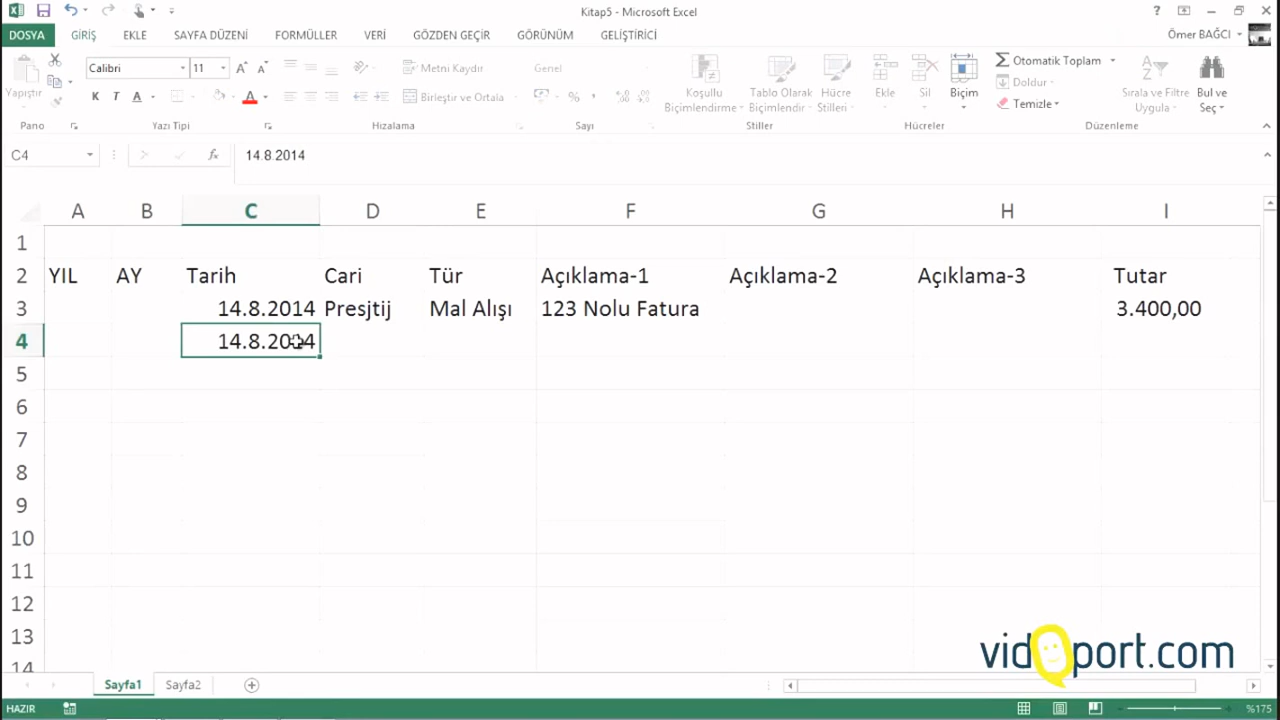 Kitap5 - Microsoft Excel
?
DOSYA GİRİŞ EKLE SAYFA DÜZENİ FORMÜLLER VERİ GÖZDEN GEÇİR GÖRÜNÜM GELİŞTİRİCİ Ömer BAĞCI
Yapıştır
Calibri 11
K T A
Metni Kaydır
Birleştir ve Ortala
Genel
% 000
Koşullu Biçimlendirme
Tablo Olarak Biçimlendir
Hücre Stilleri
Ekle
Sil
Biçim
Otomatik Toplam
Doldur
Temizle
Sırala ve Filtre Uygula
Bul ve Seç
Pano Yazı Tipi Hizalama Sayı Stiller Hücreler Düzenleme
C4 fx 14.8.2014
A B C D E F G H I
1
2 YIL AY Tarih Cari Tür Açıklama-1 Açıklama-2 Açıklama-3 Tutar
3 14.8.2014 Presjtij Mal Alışı 123 Nolu Fatura 3.400,00
4 14.8.2014
5
6
7
8
9
10
11
12
13
14
vidoport.com
Sayfa1 Sayfa2
HAZIR %175